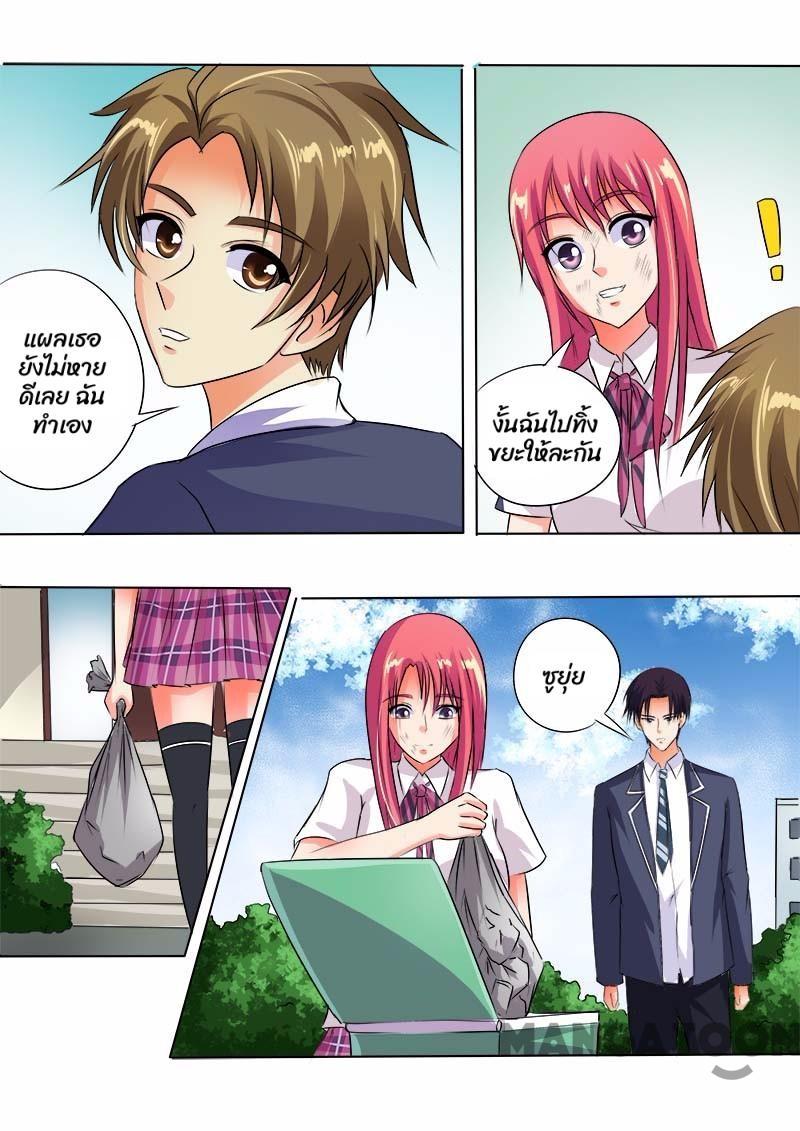 แผลเธอ
ยังไม่หาย
ดีเลย ฉัน
ทำเอง
!
งั้นฉันไปทิ้ง
ขยะให้ละกัน
ซูยุ่ย
MANGATOON